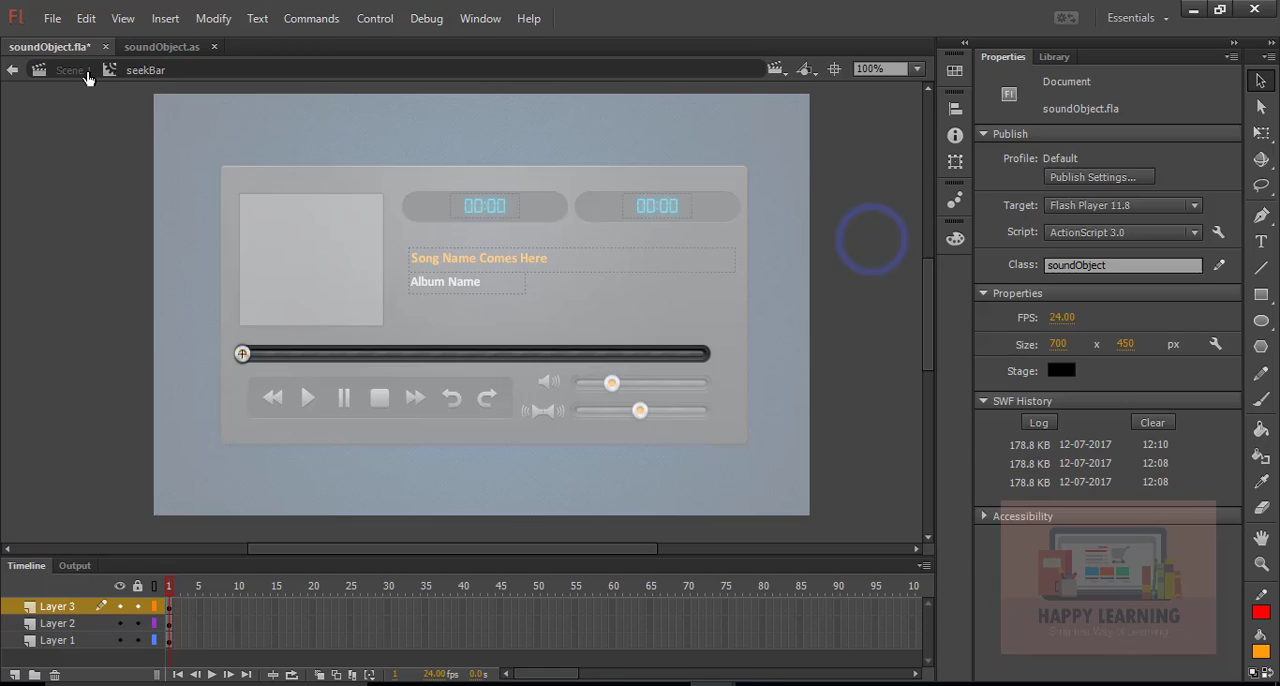 Fl File Edit View Insert Modify Text Commands Control Debug Window Help Essentials
soundObject.fla* × soundObject.as ×
Scene 1 seekBar 100%
Properties Library
Document
soundObject.fla
Publish
Profile: Default
Publish Settings...
Target: Flash Player 11.8
Script: ActionScript 3.0
Class: soundObject
Properties
FPS: 24.00
Size: 700 x 450 px
Stage:
SWF History
Log Clear
178.8 KB 12-07-2017 12:10
178.8 KB 12-07-2017 12:08
178.8 KB 12-07-2017 12:08
Accessibility
HAPPY LEARNING
00:00 00:00
Song Name Comes Here
Album Name
Timeline Output
1 5 10 15 20 25 30 35 40 45 50 55 60 65 70 75 80 85 90 95 10
Layer 3
Layer 2
Layer 1
1 24.00 fps 0.0 s